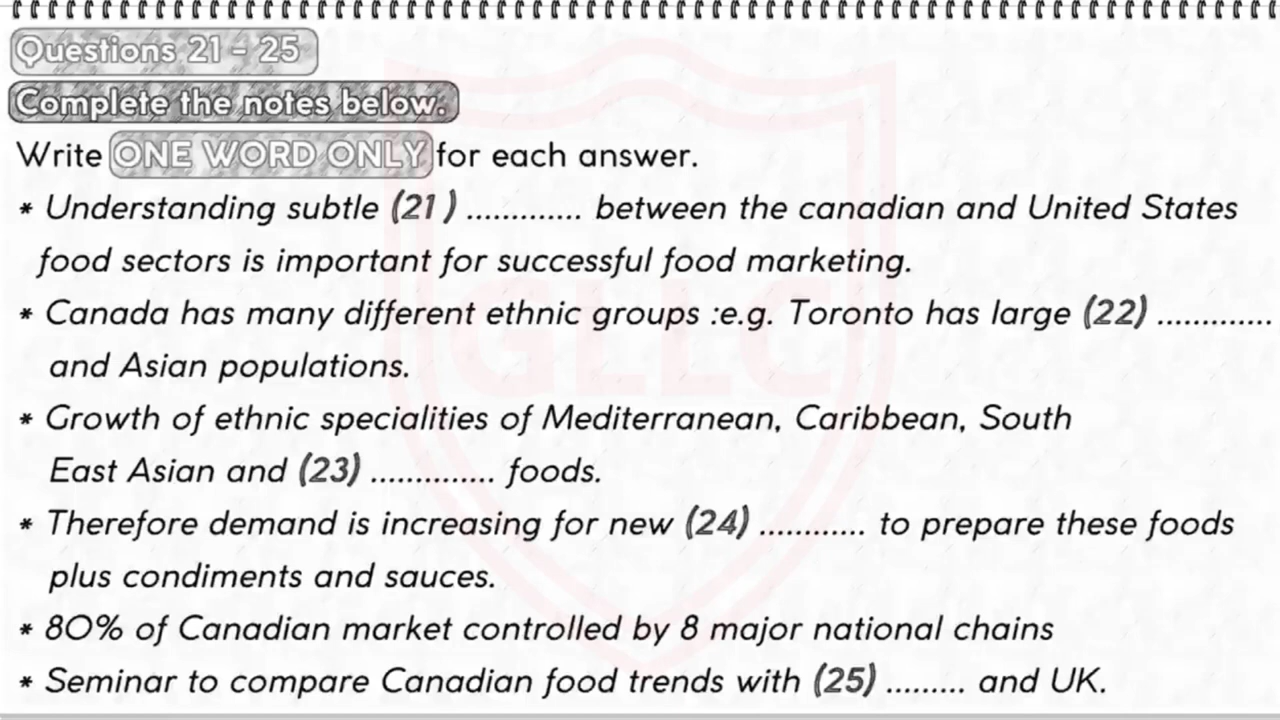 Questions 21 - 25
Complete the notes below.
Write ONE WORD ONLY for each answer.
* Understanding subtle (21 ) ............. between the canadian and United States
food sectors is important for successful food marketing.
* Canada has many different ethnic groups :e.g. Toronto has large (22) .............
and Asian populations.
* Growth of ethnic specialities of Mediterranean, Caribbean, South
East Asian and (23) .............. foods.
* Therefore demand is increasing for new (24) ............ to prepare these foods
plus condiments and sauces.
* 80% of Canadian market controlled by 8 major national chains
* Seminar to compare Canadian food trends with (25) ......... and UK.
GLLC